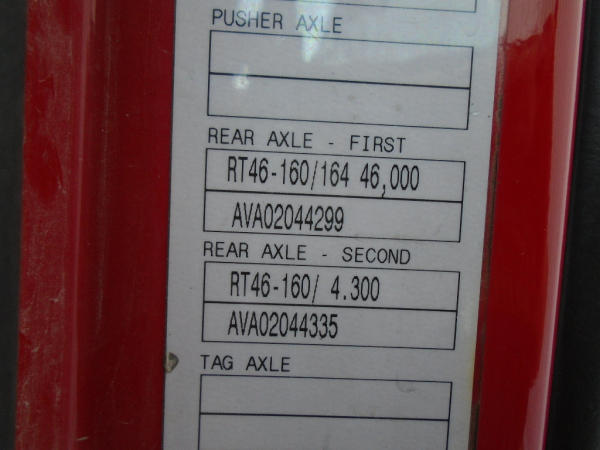 PUSHER AXLE
REAR AXLE - FIRST
RT46-160/164 46,000
AVA02044299
REAR AXLE - SECOND
RT46-160/ 4.300
AVA02044335
TAG AXLE